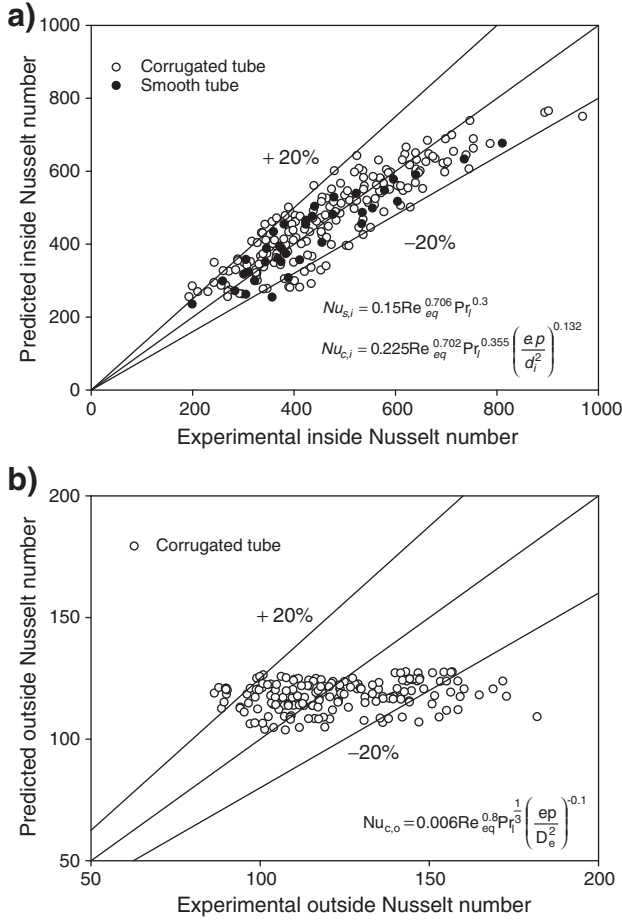 a)
1000
Corrugated tube
Smooth tube
800
+20%
600
400
−20%
200
Nu_{s,i} = 0.15Re_{eq}^{0.706}Pr_l^{0.3}
Nu_{c,i} = 0.225Re_{eq}^{0.702}Pr_l^{0.355}(e.p/d_i^2)^{0.132}
0
0 200 400 600 800 1000
Predicted inside Nusselt number
Experimental inside Nusselt number
b)
200
Corrugated tube
+20%
150
100
−20%
Nu_{c,o} = 0.006Re_{eq}^{0.8}Pr_l^{1/3}(ep/D_e^2)^{-0.1}
50
50 100 150 200
Predicted outside Nusselt number
Experimental outside Nusselt number